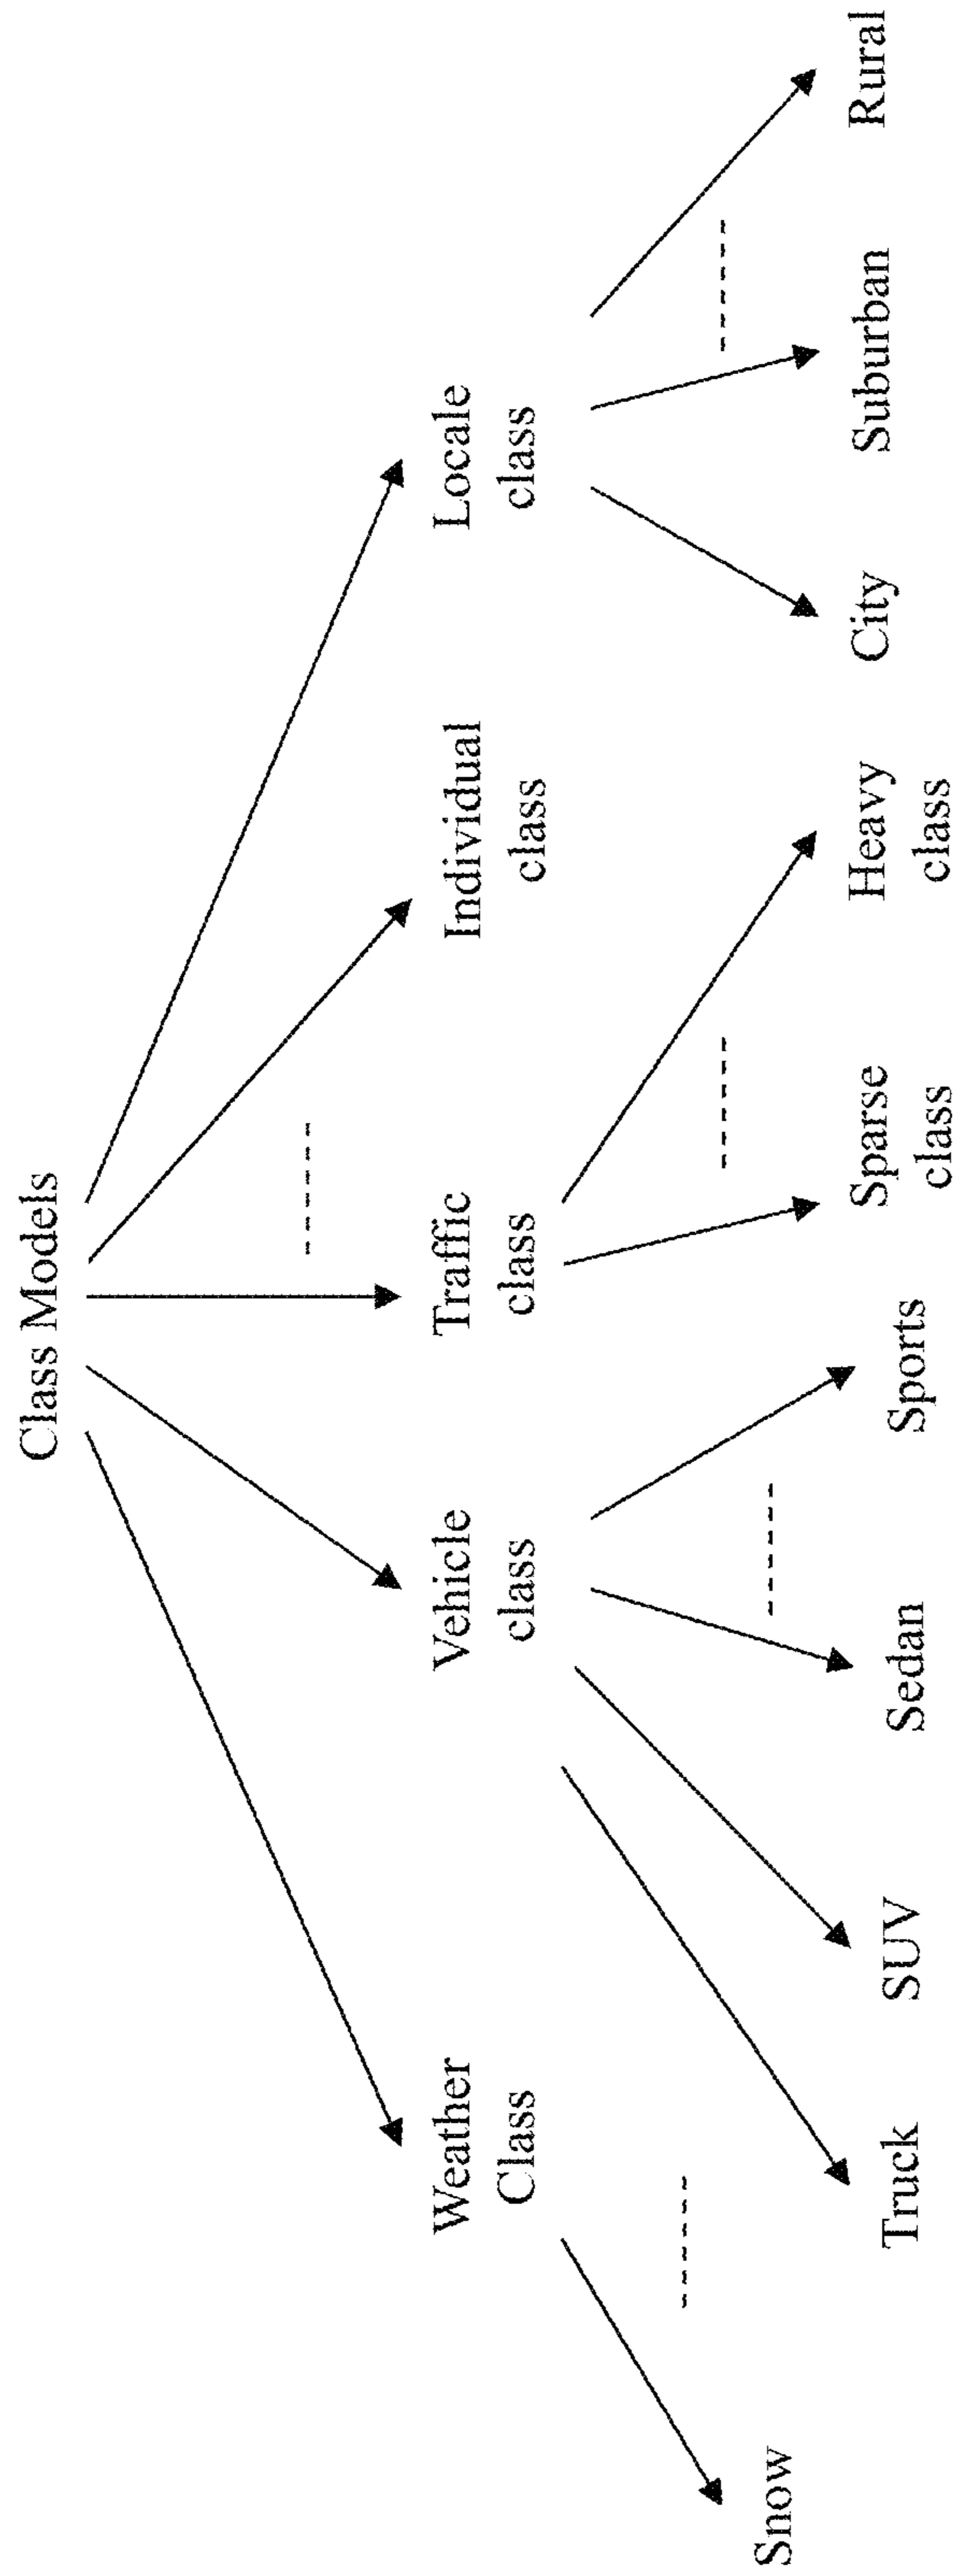 Class Models
Weather
Class
Vehicle
class
Traffic
class
Individual
class
Locale
class
Snow
Truck
SUV
Sedan
Sports
Sparse
class
Heavy
class
City
Suburban
Rural